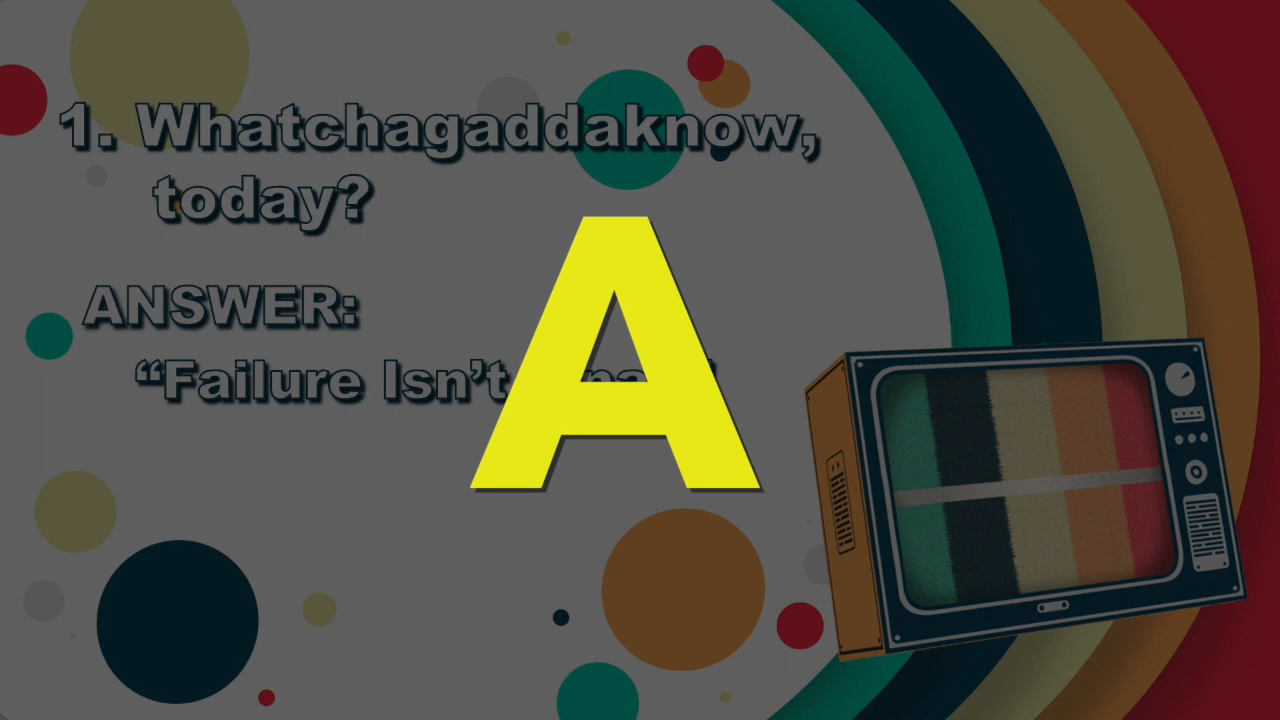 1. Whatchagaddaknow,
today?
ANSWER:
“Failure Isn’t
A